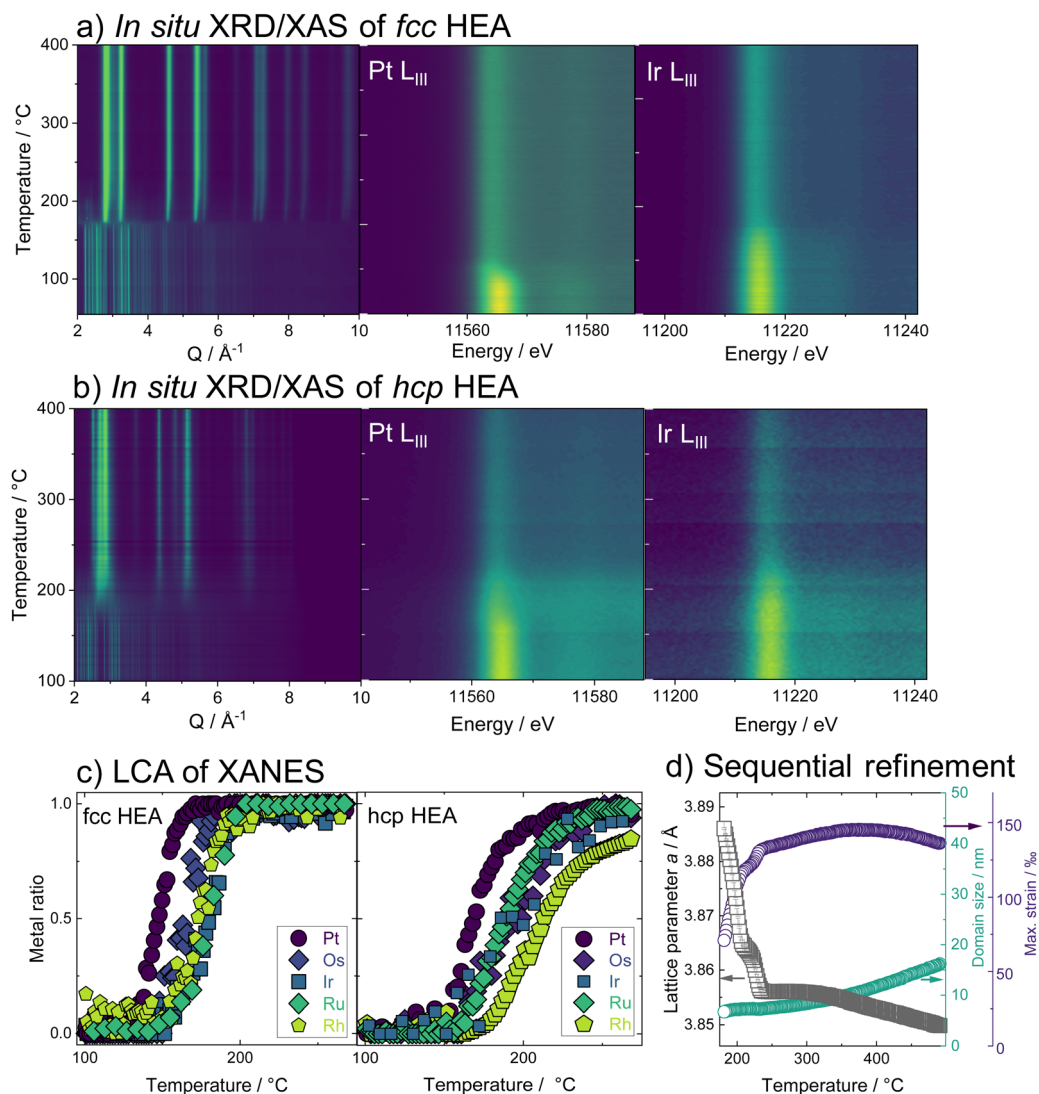 a) In situ XRD/XAS of fcc HEA
400
300
200
100
Temperature / °C
2 4 6 8 10
Q / Å⁻¹
Pt L_III
11560 11580
Energy / eV
Ir L_III
11200 11220 11240
Energy / eV
b) In situ XRD/XAS of hcp HEA
400
300
200
100
Temperature / °C
2 4 6 8 10
Q / Å⁻¹
Pt L_III
11560 11580
Energy / eV
Ir L_III
11200 11220 11240
Energy / eV
c) LCA of XANES
fcc HEA
1.0
0.5
0.0
Metal ratio
Pt
Os
Ir
Ru
Rh
100 200
Temperature / °C
hcp HEA
Pt
Os
Ir
Ru
Rh
100 200
Temperature / °C
d) Sequential refinement
3.89
3.88
3.87
3.86
3.85
Lattice parameter a / Å
200 300 400
Temperature / °C
50
40
30
20
10
0
Domain size / nm
150
100
50
0
Max. strain / ‰